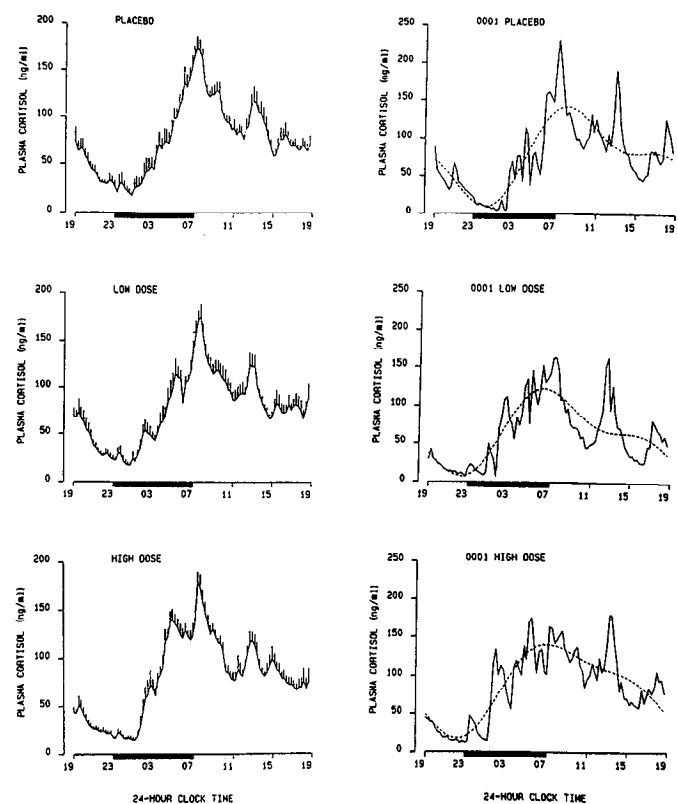 PLACEBO
PLASMA CORTISOL (ng/ml)
200
150
100
50
0
19 23 03 07 11 15 19
0001 PLACEBO
PLASMA CORTISOL (ng/ml)
250
200
150
100
50
0
19 23 03 07 11 15 19
LOW DOSE
PLASMA CORTISOL (ng/ml)
200
150
100
50
0
19 23 03 07 11 15 19
0001 LOW DOSE
PLASMA CORTISOL (ng/ml)
250
200
150
100
50
0
19 23 03 07 11 15 19
HIGH DOSE
PLASMA CORTISOL (ng/ml)
200
150
100
50
0
19 23 03 07 11 15 19
24-HOUR CLOCK TIME
0001 HIGH DOSE
PLASMA CORTISOL (ng/ml)
250
200
150
100
50
0
19 23 03 07 11 15 19
24-HOUR CLOCK TIME